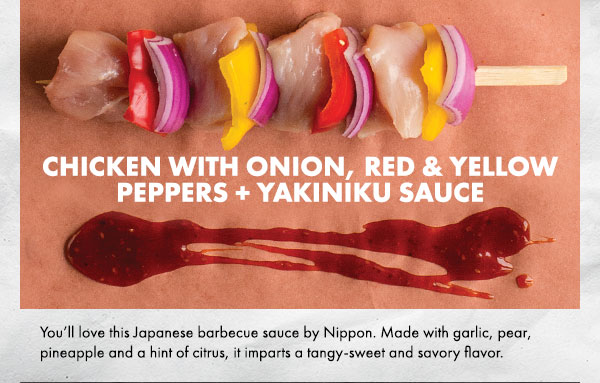 CHICKEN WITH ONION, RED & YELLOW
PEPPERS + YAKINIKU SAUCE
You'll love this Japanese barbecue sauce by Nippon. Made with garlic, pear,
pineapple and a hint of citrus, it imparts a tangy-sweet and savory flavor.